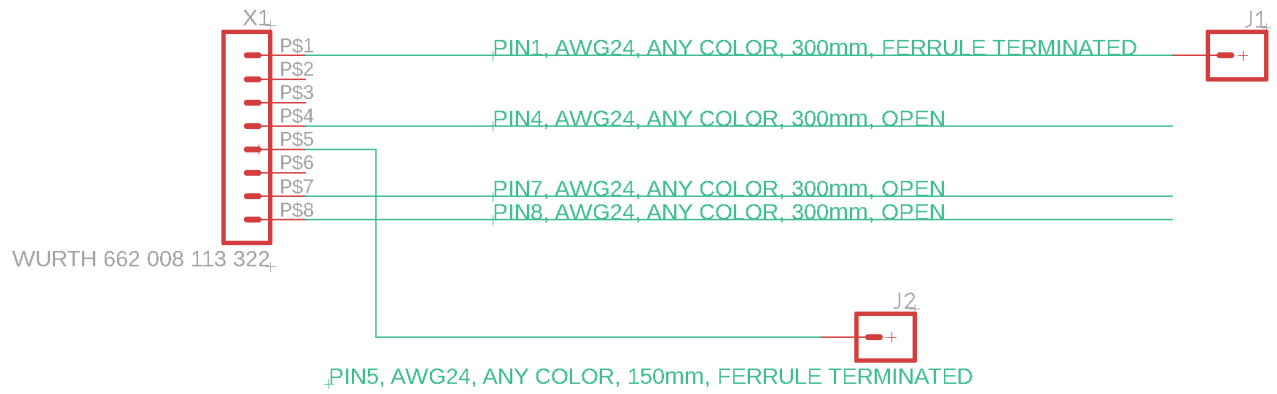 X1
J1
P$1
PIN1, AWG24, ANY COLOR, 300mm, FERRULE TERMINATED
P$2
P$3
P$4
PIN4, AWG24, ANY COLOR, 300mm, OPEN
P$5
P$6
P$7
PIN7, AWG24, ANY COLOR, 300mm, OPEN
P$8
PIN8, AWG24, ANY COLOR, 300mm, OPEN
WURTH 662 008 113 322
J2
PIN5, AWG24, ANY COLOR, 150mm, FERRULE TERMINATED